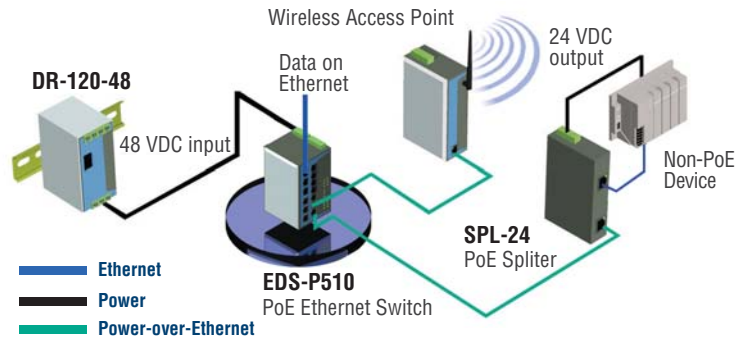 Wireless Access Point
24 VDC
output
Data on
Ethernet
DR-120-48
48 VDC input
Non-PoE
Device
SPL-24
PoE Spliter
EDS-P510
PoE Ethernet Switch
Ethernet
Power
Power-over-Ethernet